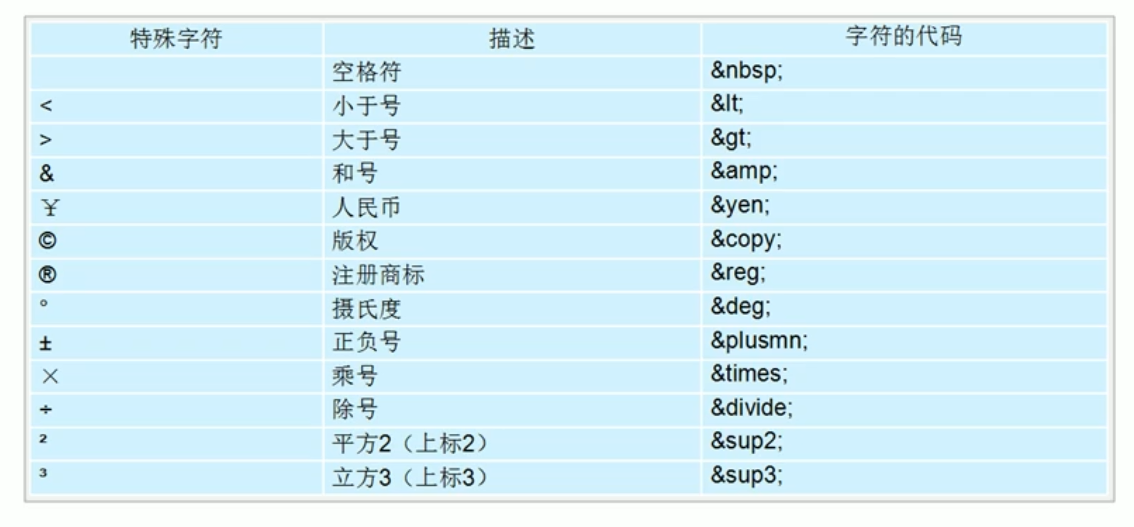 特殊字符 描述 字符的代码
空格符 &nbsp;
< 小于号 &lt;
> 大于号 &gt;
& 和号 &amp;
¥ 人民币 &yen;
© 版权 &copy;
® 注册商标 &reg;
° 摄氏度 &deg;
± 正负号 &plusmn;
× 乘号 &times;
÷ 除号 &divide;
² 平方2（上标2） &sup2;
³ 立方3（上标3） &sup3;